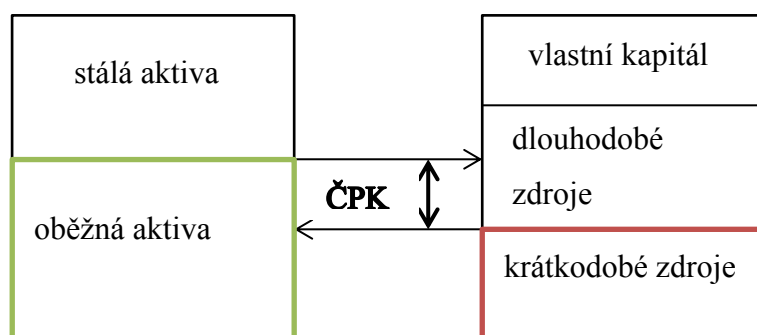 stálá aktiva
vlastní kapitál
dlouhodobé
zdroje
ČPK
oběžná aktiva
krátkodobé zdroje